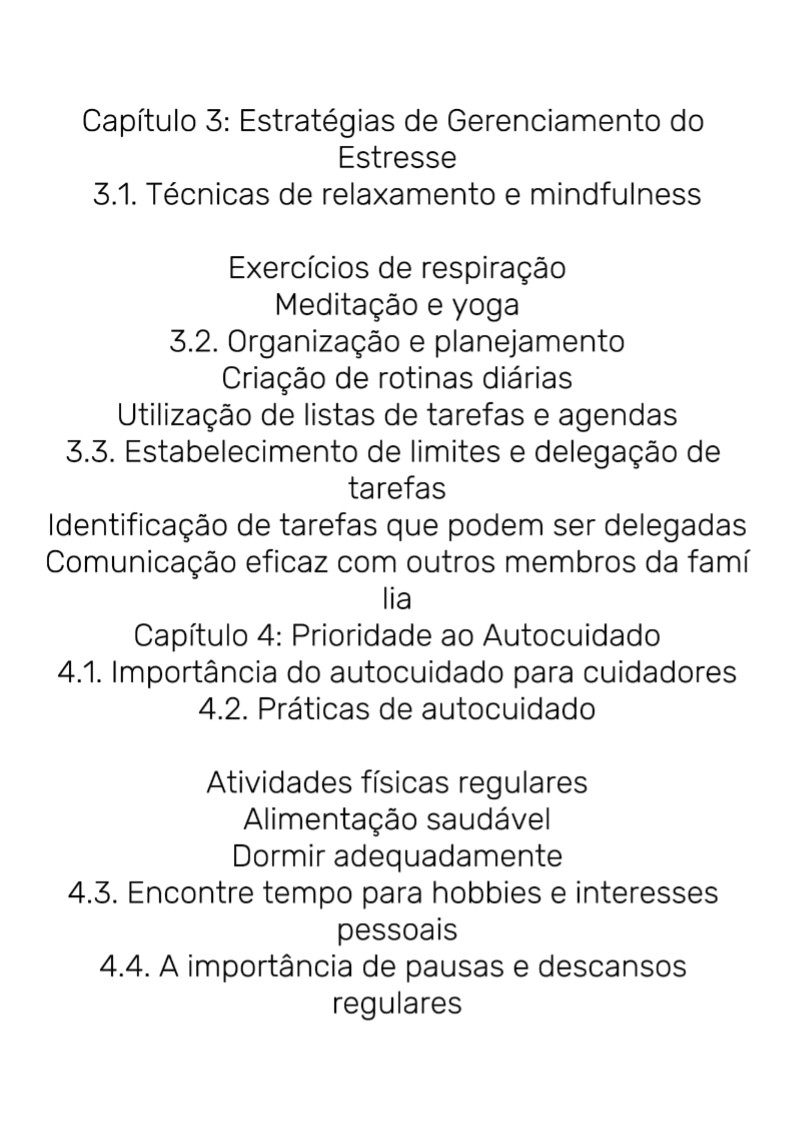 Capítulo 3: Estratégias de Gerenciamento do
Estresse
3.1. Técnicas de relaxamento e mindfulness
Exercícios de respiração
Meditação e yoga
3.2. Organização e planejamento
Criação de rotinas diárias
Utilização de listas de tarefas e agendas
3.3. Estabelecimento de limites e delegação de
tarefas
Identificação de tarefas que podem ser delegadas
Comunicação eficaz com outros membros da famí
lia
Capítulo 4: Prioridade ao Autocuidado
4.1. Importância do autocuidado para cuidadores
4.2. Práticas de autocuidado
Atividades físicas regulares
Alimentação saudável
Dormir adequadamente
4.3. Encontre tempo para hobbies e interesses
pessoais
4.4. A importância de pausas e descansos
regulares